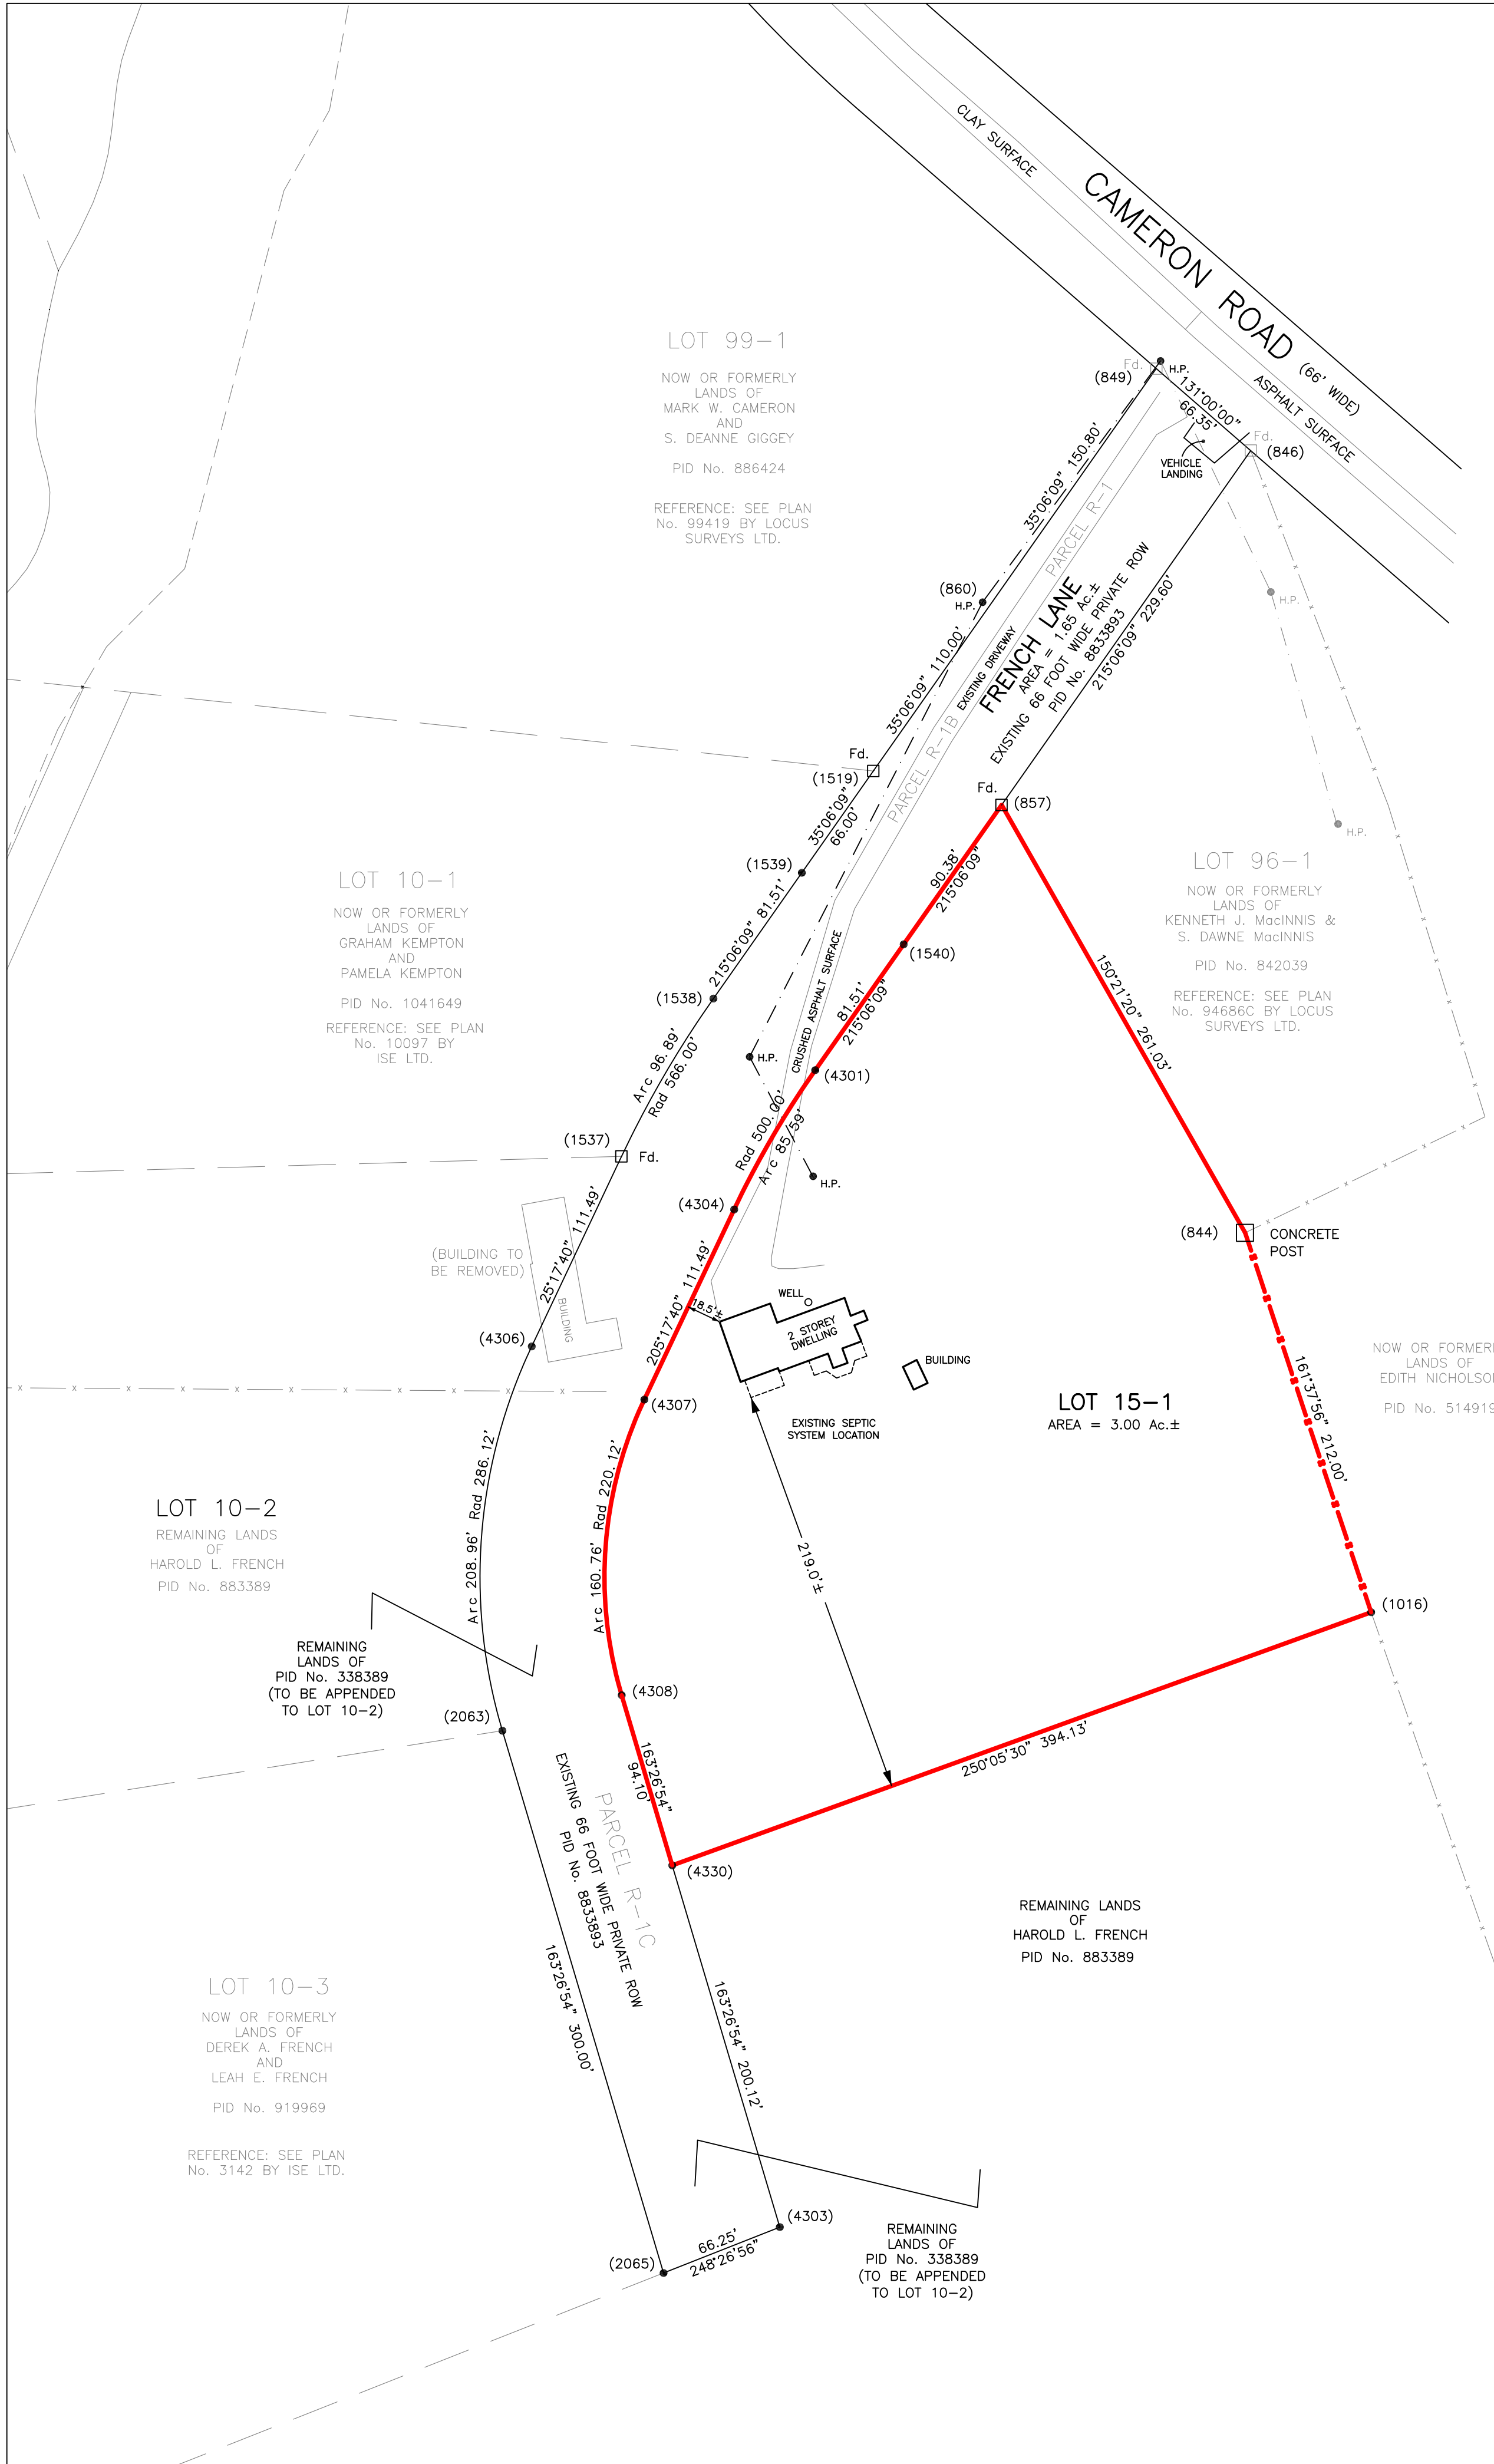 CLAY SURFACE
CAMERON ROAD (66' WIDE)
ASPHALT SURFACE
LOT 99-1
NOW OR FORMERLY
LANDS OF
MARK W. CAMERON
AND
S. DEANNE GIGGEY
PID No. 886424
REFERENCE: SEE PLAN
No. 99419 BY LOCUS
SURVEYS LTD.
Fd.
(849)
H.P.
131°00'00"
66.35'
Fd.
(846)
VEHICLE
LANDING
35°06'09" 150.80'
PARCEL R-1
(860)
H.P.
H.P.
H.P.
FRENCH LANE
AREA = 1.65 Ac.±
EXISTING 66 FOOT WIDE PRIVATE ROW
PID No. 8833893
215°06'09" 229.60'
35°06'09" 110.00'
EXISTING DRIVEWAY
PARCEL R-1B
Fd.
(1519)
Fd.
(857)
35°06'09"
66.00'
(1539)
90.38'
215°06'09"
LOT 10-1
NOW OR FORMERLY
LANDS OF
GRAHAM KEMPTON
AND
PAMELA KEMPTON
PID No. 1041649
REFERENCE: SEE PLAN
No. 10097 BY
ISE LTD.
LOT 96-1
NOW OR FORMERLY
LANDS OF
KENNETH J. MacINNIS &
S. DAWNE MacINNIS
PID No. 842039
REFERENCE: SEE PLAN
No. 94686C BY LOCUS
SURVEYS LTD.
215°06'09" 81.51'
(1540)
(1538)
CRUSHED ASPHALT SURFACE
81.51'
215°06'09"
150°21'20" 261.03'
H.P.
(4301)
Arc 96.89'
Rad 566.00'
Rad 500.00'
Arc 85.59'
(1537)
Fd.
H.P.
(4304)
(844)
CONCRETE
POST
(BUILDING TO
BE REMOVED)
BUILDING
25°17'40" 111.49'
205°17'40" 111.49'
18.5'±
WELL
2 STOREY
DWELLING
BUILDING
(4306)
(4307)
EXISTING SEPTIC
SYSTEM LOCATION
LOT 15-1
AREA = 3.00 Ac.±
161°37'56" 212.00'
NOW OR FORMER
LANDS OF
EDITH NICHOLSO
PID No. 514919
Arc 208.96' Rad 286.12'
Arc 160.76' Rad 220.12'
219.0'±
LOT 10-2
REMAINING LANDS
OF
HAROLD L. FRENCH
PID No. 883389
REMAINING
LANDS OF
PID No. 338389
(TO BE APPENDED
TO LOT 10-2)
(1016)
(4308)
(2063)
163°26'54"
94.10'
250°05'30" 394.13'
(4330)
PARCEL R-1C
EXISTING 66 FOOT WIDE PRIVATE ROW
PID No. 8833893
REMAINING LANDS
OF
HAROLD L. FRENCH
PID No. 883389
163°26'54" 300.00'
163°26'54" 200.12'
LOT 10-3
NOW OR FORMERLY
LANDS OF
DEREK A. FRENCH
AND
LEAH E. FRENCH
PID No. 919969
REFERENCE: SEE PLAN
No. 3142 BY ISE LTD.
(4303)
66.25'
248°26'56"
(2065)
REMAINING
LANDS OF
PID No. 338389
(TO BE APPENDED
TO LOT 10-2)